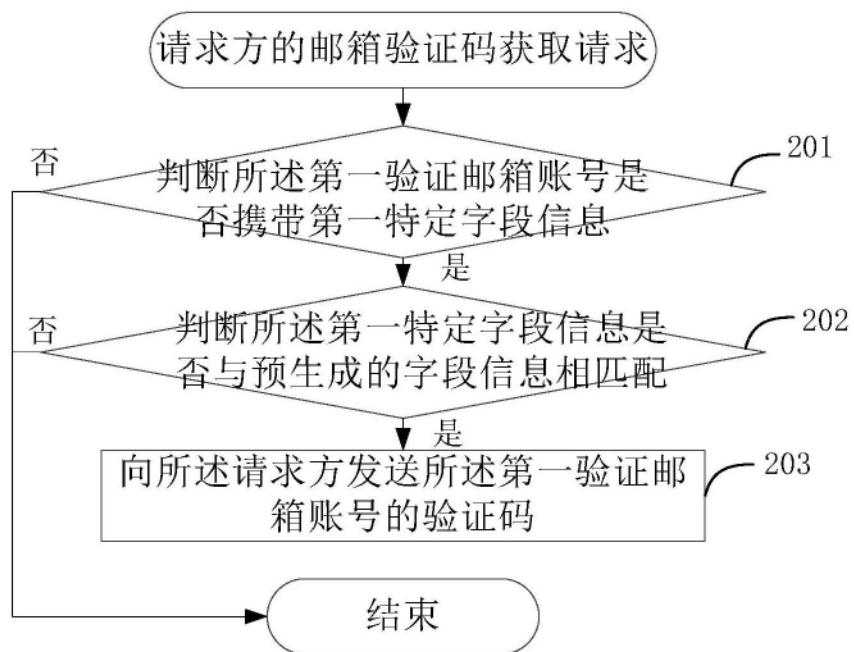 请求方的邮箱验证码获取请求
否
201
判断所述第一验证邮箱账号是
否携带第一特定字段信息
是
否
202
判断所述第一特定字段信息是
否与预生成的字段信息相匹配
是
203
向所述请求方发送所述第一验证邮
箱账号的验证码
结束